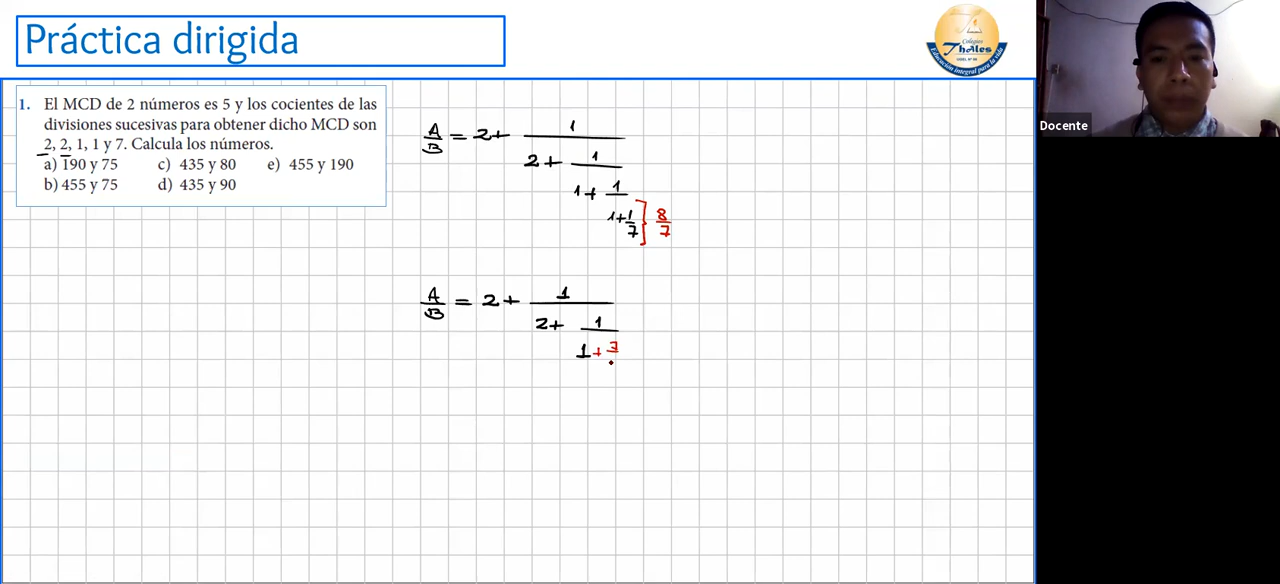 Práctica dirigida
Colegios
Thales
UGEL N° 06
Educación integral para la vida
Docente
1. El MCD de 2 números es 5 y los cocientes de las
divisiones sucesivas para obtener dicho MCD son
2, 2, 1, 1 y 7. Calcula los números.
a) 190 y 75 c) 435 y 80 e) 455 y 190
b) 455 y 75 d) 435 y 90
A/B = 2 + 1
2 + 1
1 + 1
1 + 1/7 } 8/7
A/B = 2 + 1
2 + 1
1 + 7